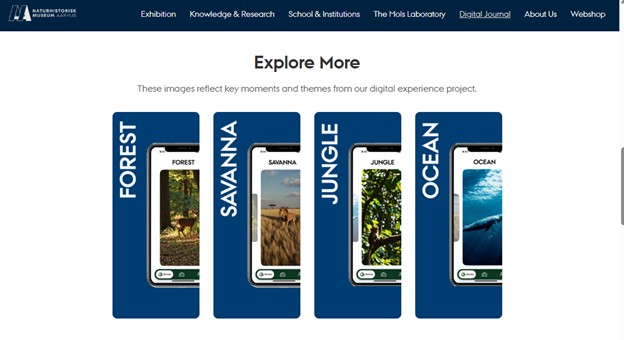 NATURHISTORISK
MUSEUM AARHUS
Exhibition
Knowledge & Research
School & Institutions
The Mols Laboratory
Digital Journal
About Us
Webshop
Explore More
These images reflect key moments and themes from our digital experience project.
FOREST
FOREST
SAVANNA
SAVANNA
JUNGLE
JUNGLE
OCEAN
OCEAN